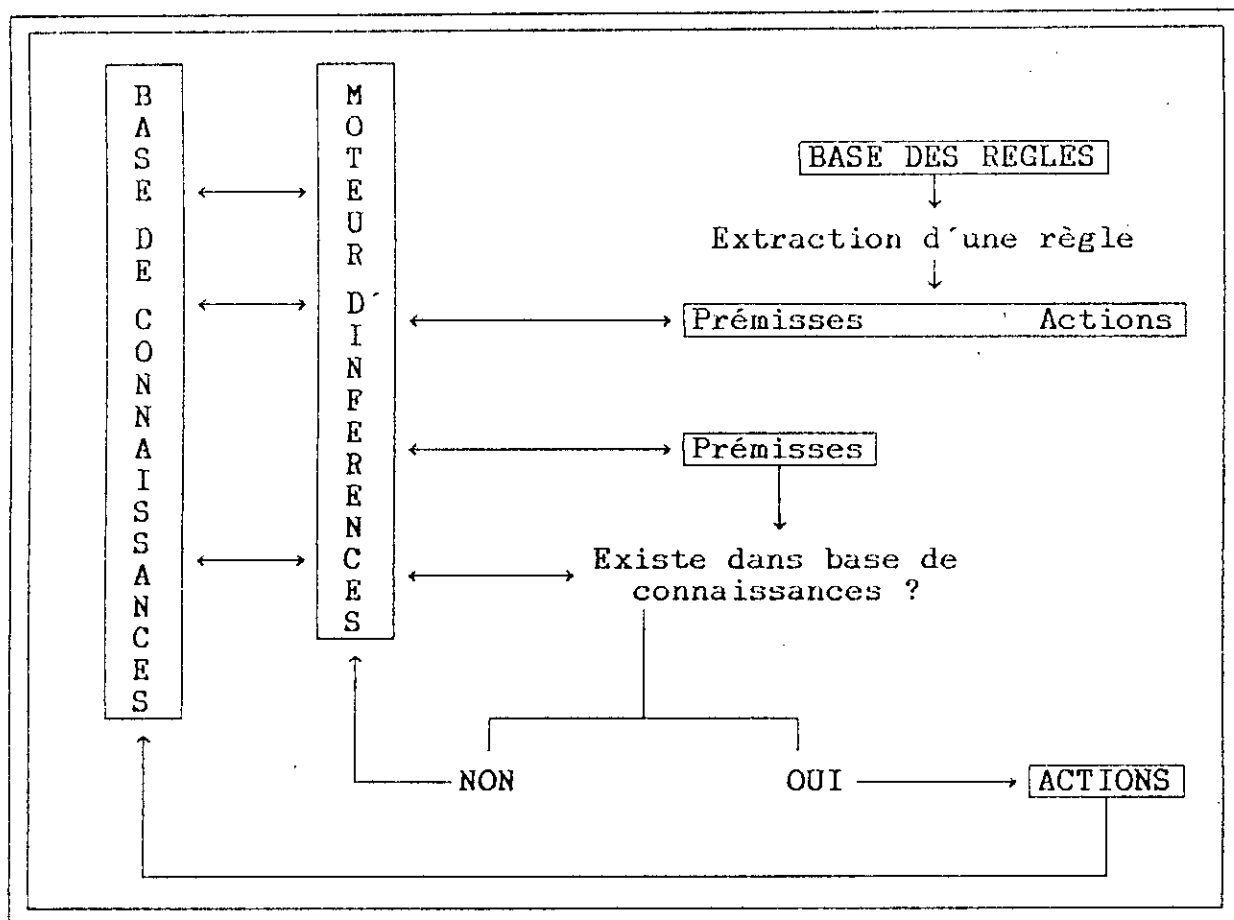 BASE DE CONNAISSANCES
MOTEUR D´INFERENCES
BASE DES REGLES
Extraction d´une règle
Prémisses Actions
Prémisses
Existe dans base de
connaissances ?
NON
OUI
ACTIONS